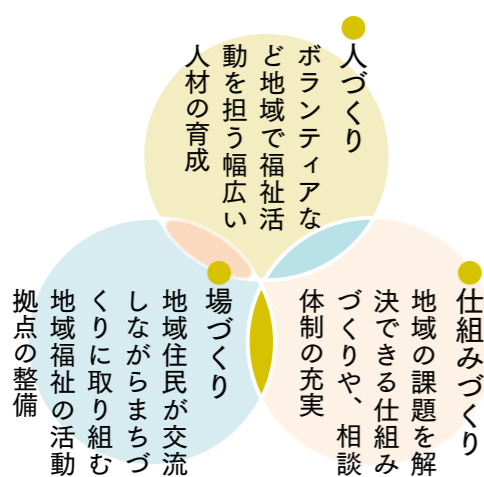 人づくり
ボランティアな
ど地域で福祉活
動を担う幅広い
人材の育成
仕組みづくり
地域の課題を解
決できる仕組み
づくりや、相談
体制の充実
場づくり
地域住民が交流
しながらまちづ
くりに取り組む
地域福祉の活動
拠点の整備